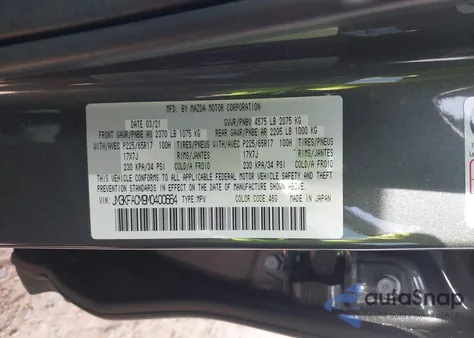 MFD. BY MAZDA MOTOR CORPORATION
DATE 03/21 GVWR/PNBV 4575 LB 2075 KG
FRONT GAWR/PNBE AV 2370 LB 1075 KG REAR GAWR/PNBE AR 2205 LB 1000 KG
WITH/AVEC P225/65R17 100H TIRES/PNEUS WITH/AVEC P225/65R17 100H TIRES/PNEUS
17X7J RIMS/JANTES 17X7J RIMS/JANTES
230 KPA/34 PSI COLD/A FROID 230 KPA/34 PSI COLD/A FROID
THIS VEHICLE CONFORMS TO ALL APPLICABLE FEDERAL MOTOR VEHICLE SAFETY AND THEFT
PREVENTION STANDARDS IN EFFECT ON THE DATE OF MANUFACTURE SHOWN ABOVE.
VIN: JM3KFACM9M0400664 TYPE:MPV COLOR CODE:46G MADE IN JAPAN
autoSnap